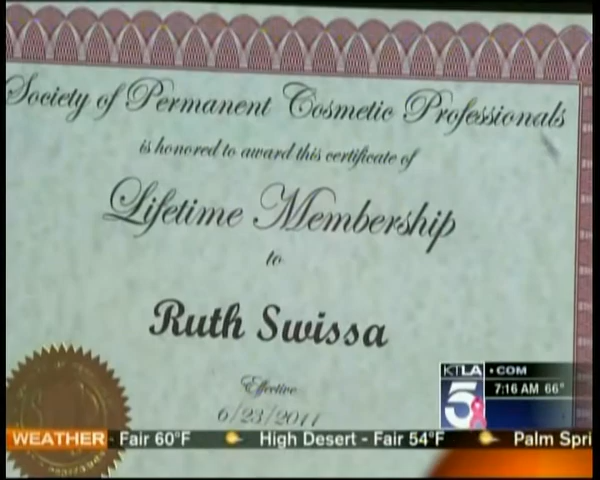 Society of Permanent Cosmetic Professionals
is honored to award this certificate of
Lifetime Membership
to
Ruth Swissa
Effective
6/23/2011
KTLA .COM
5 7:16 AM 66°
WEATHER Fair 60°F High Desert - Fair 54°F Palm Spri